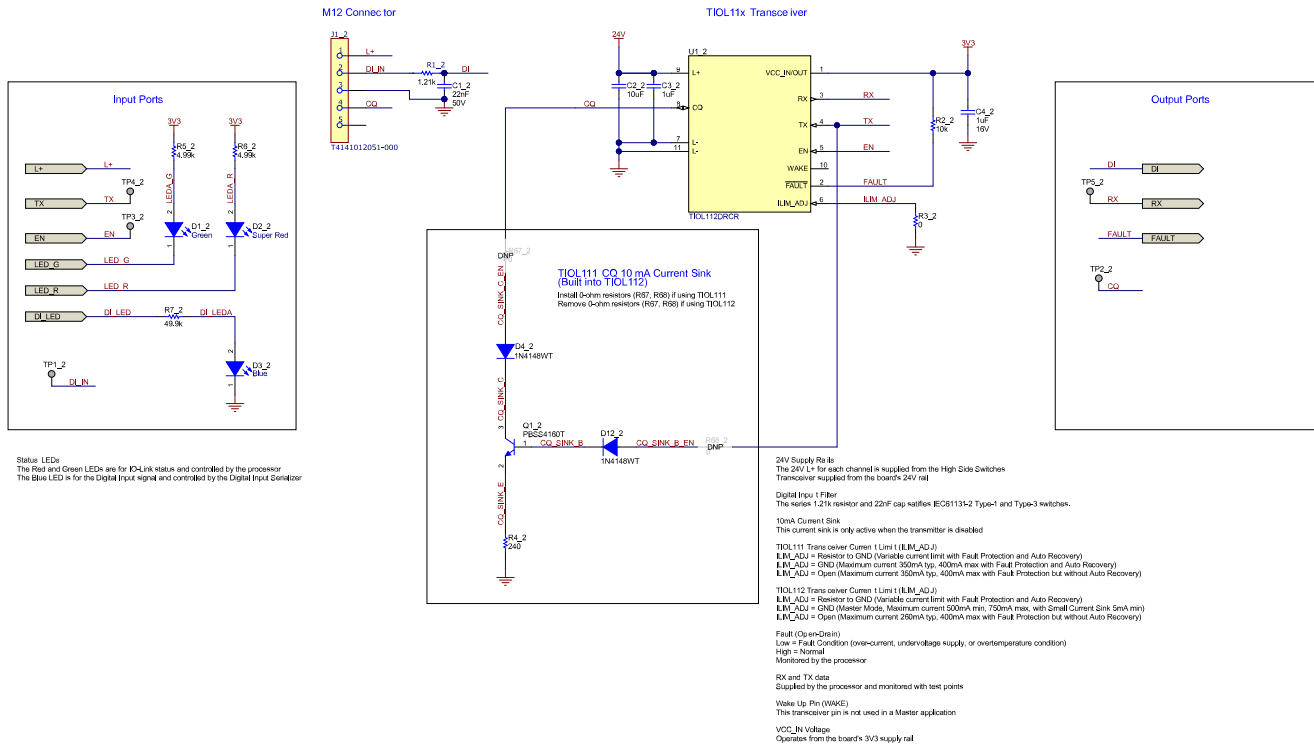 M12 Connector
TIOL11x Transceiver
J1_2
1
L+
2
DI_IN
R1_2
1.21k
DI
C1_2
22nF
50V
3
4
CQ
5
T4141012051-000
24V
C2_2
10uF
C3_2
1uF
CQ
U1_2
9
L+
VCC_IN/OUT
1
RX
3
RX
8
CQ
TX
4
TX
7
L-
EN
5
EN
11
L-
WAKE
10
FAULT
2
FAULT
ILIM_ADJ
6
ILIM_ADJ
TIOL112DRCR
3V3
R2_2
10k
C4_2
1uF
16V
R3_2
0
Input Ports
3V3
3V3
R5_2
4.99k
R6_2
4.99k
L+
L+
TP4_2
TX
TX
TP3_2
EN
EN
LEDA_G
LEDA_R
2
D1_2
Green
1
2
D2_2
Super Red
1
LED_G
LED_G
LED_R
LED_R
DI_LED
DI_LED
R7_2
49.9k
DI_LEDA
2
D3_2
Blue
1
TP1_2
DI_IN
Output Ports
DI
DI
TP5_2
RX
RX
FAULT
FAULT
TP2_2
CQ
R67_2
0
DNP
TIOL111 CQ 10 mA Current Sink
(Built into TIOL112)
Install 0-ohm resistors (R67, R68) if using TIOL111
Remove 0-ohm resistors (R67, R68) if using TIOL112
CQ_SINK_C_EN
D4_2
1N4148WT
CQ_SINK_C
3
Q1_2
PBSS4160T
1
CQ_SINK_B
D12_2
1N4148WT
CQ_SINK_B_EN
R68_2
0
DNP
2
CQ_SINK_E
R4_2
240
Status LEDs
The Red and Green LEDs are for IO-Link status and controlled by the processor
The Blue LED is for the Digital Input signal and controlled by the Digital Input Serializer
24V Supply Rails
The 24V L+ for each channel is supplied from the High Side Switches
Transceiver supplied from the board's 24V rail
Digital Input Filter
The series 1.21k resistor and 22nF cap satifies IEC61131-2 Type-1 and Type-3 switches.
10mA Current Sink
This current sink is only active when the transmitter is disabled
TIOL111 Transceiver Current Limit (ILIM_ADJ)
ILIM_ADJ = Resistor to GND (Variable current limit with Fault Protection and Auto Recovery)
ILIM_ADJ = GND (Maximum current 350mA typ, 400mA max with Fault Protection and Auto Recovery)
ILIM_ADJ = Open (Maximum current 350mA typ, 400mA max with Fault Protection but without Auto Recovery)
TIOL112 Transceiver Current Limit (ILIM_ADJ)
ILIM_ADJ = Resistor to GND (Variable current limit with Fault Protection and Auto Recovery)
ILIM_ADJ = GND (Master Mode, Maximum current 500mA min, 750mA max, with Small Current Sink 5mA min)
ILIM_ADJ = Open (Maximum current 260mA typ, 400mA max with Fault Protection but without Auto Recovery)
Fault (Open-Drain)
Low = Fault Condition (over-current, undervoltage supply, or overtemperature condition)
High = Normal
Monitored by the processor
RX and TX data
Supplied by the processor and monitored with test points
Wake Up Pin (WAKE)
This transceiver pin is not used in a Master application
VCC_IN Voltage
Operates from the board's 3V3 supply rail